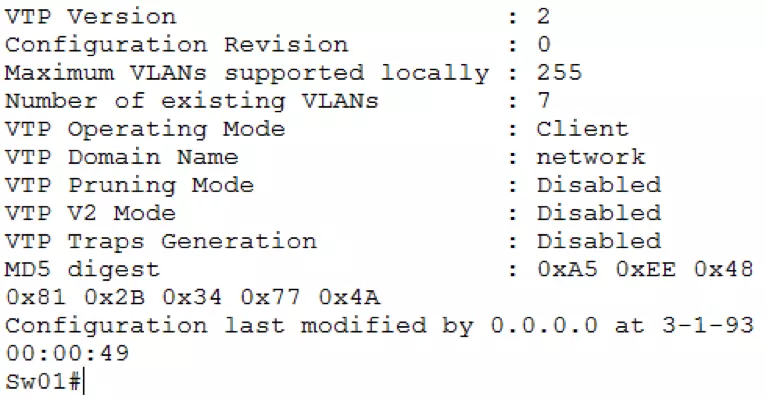 VTP Version : 2
Configuration Revision : 0
Maximum VLANs supported locally : 255
Number of existing VLANs : 7
VTP Operating Mode : Client
VTP Domain Name : network
VTP Pruning Mode : Disabled
VTP V2 Mode : Disabled
VTP Traps Generation : Disabled
MD5 digest : 0xA5 0xEE 0x48
0x81 0x2B 0x34 0x77 0x4A
Configuration last modified by 0.0.0.0 at 3-1-93
00:00:49
Sw01#